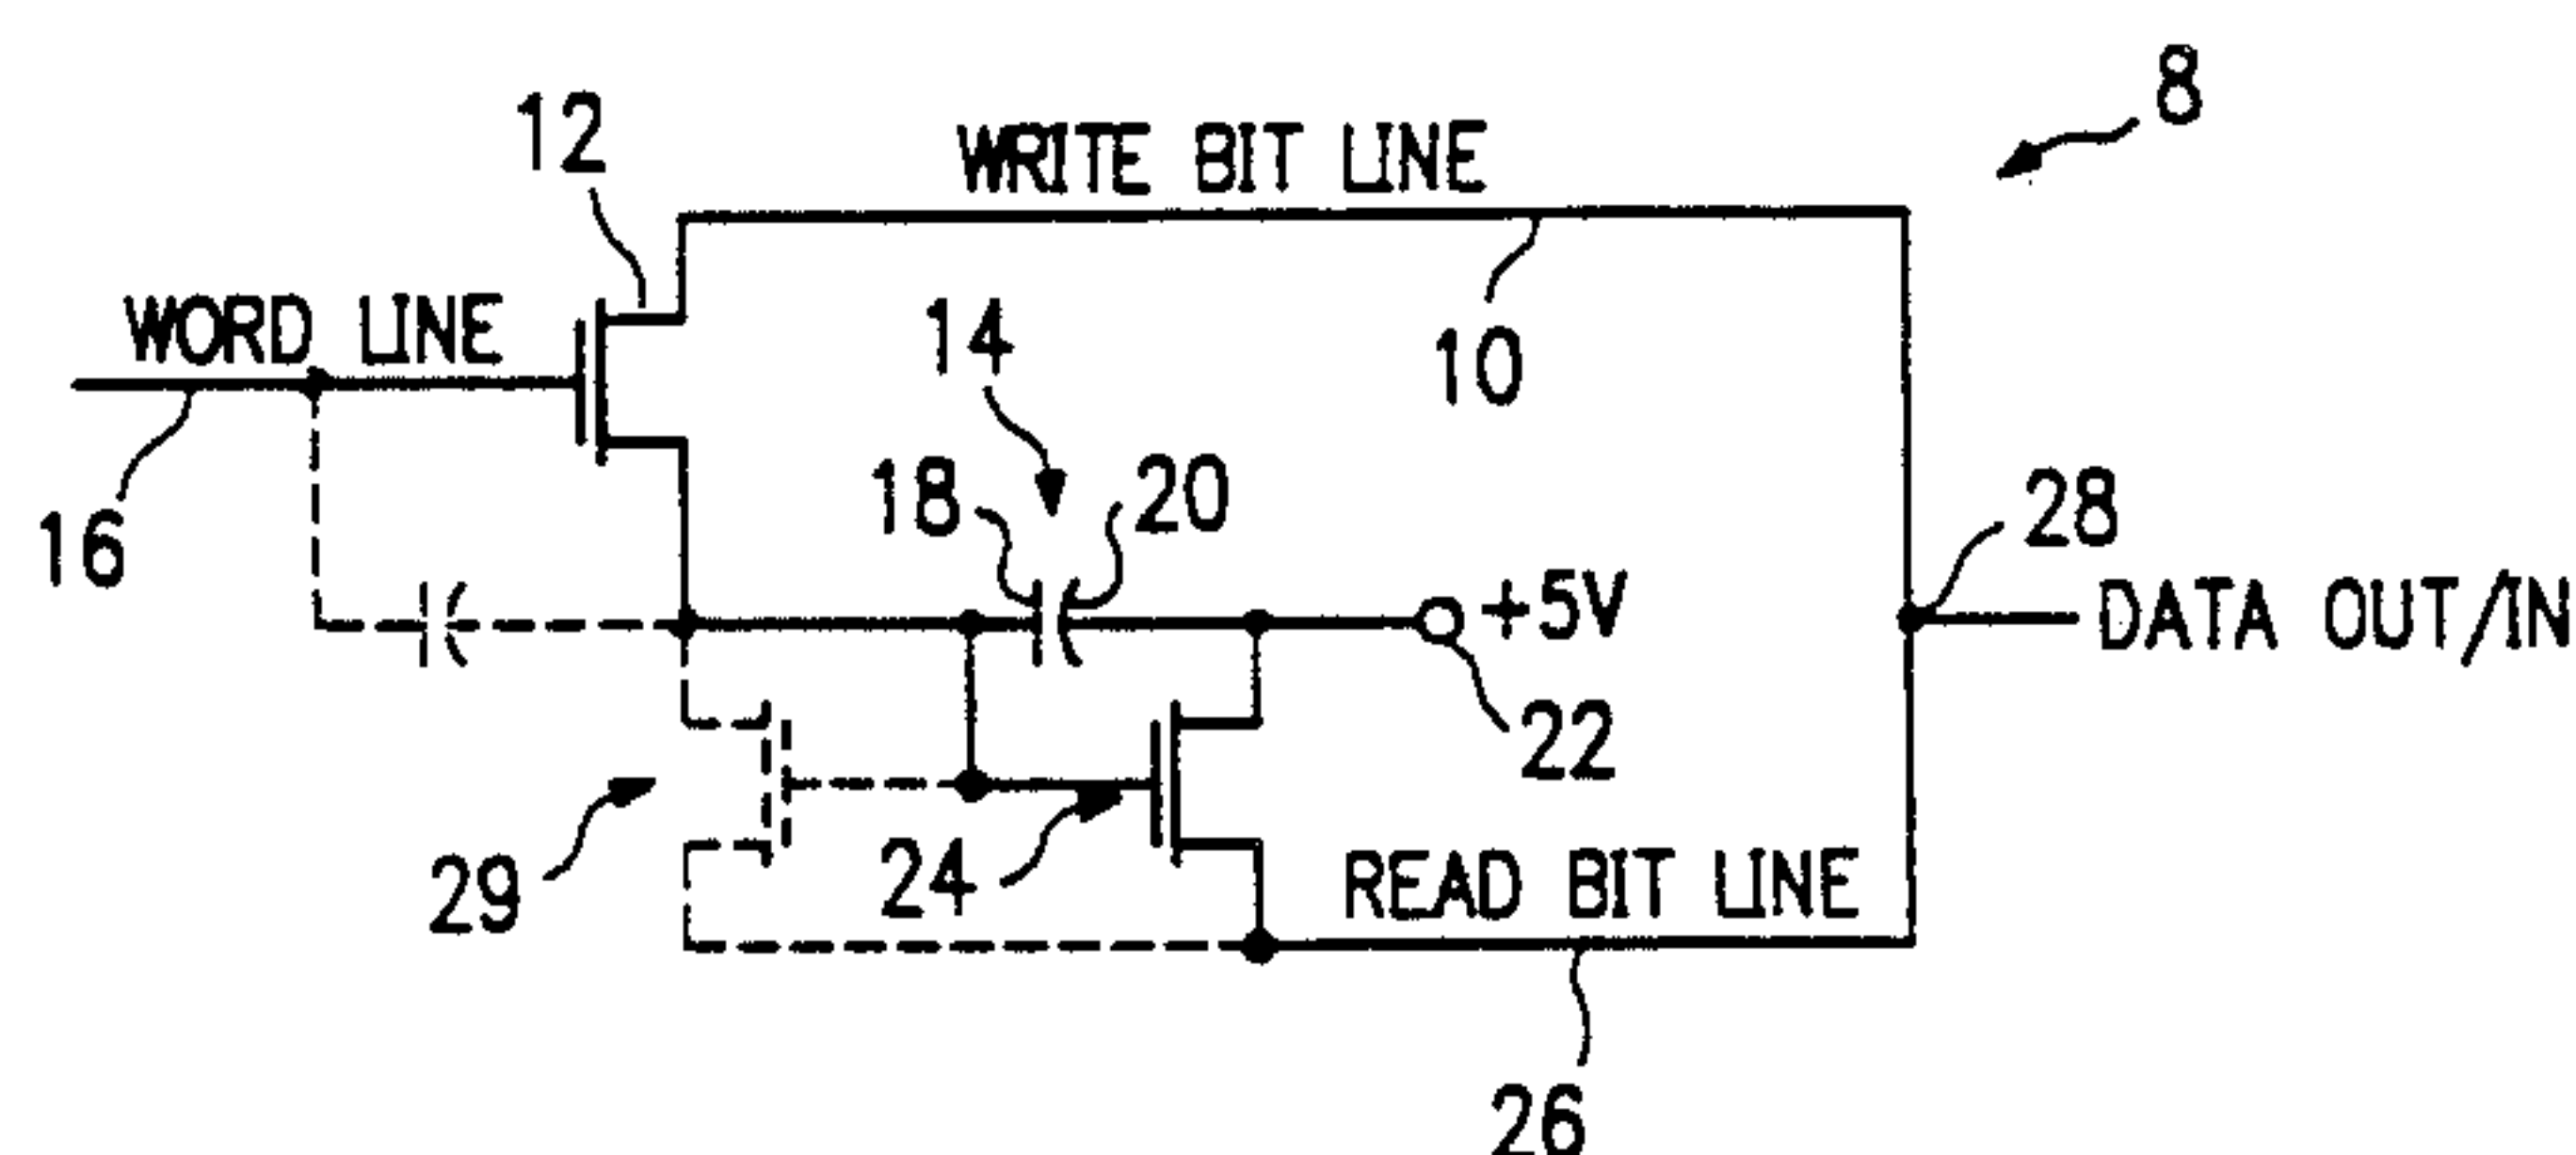 8
12
WRITE BIT LINE
WORD LINE
14
10
16
18
20
28
+5V
DATA OUT/IN
22
29
24
READ BIT LINE
26